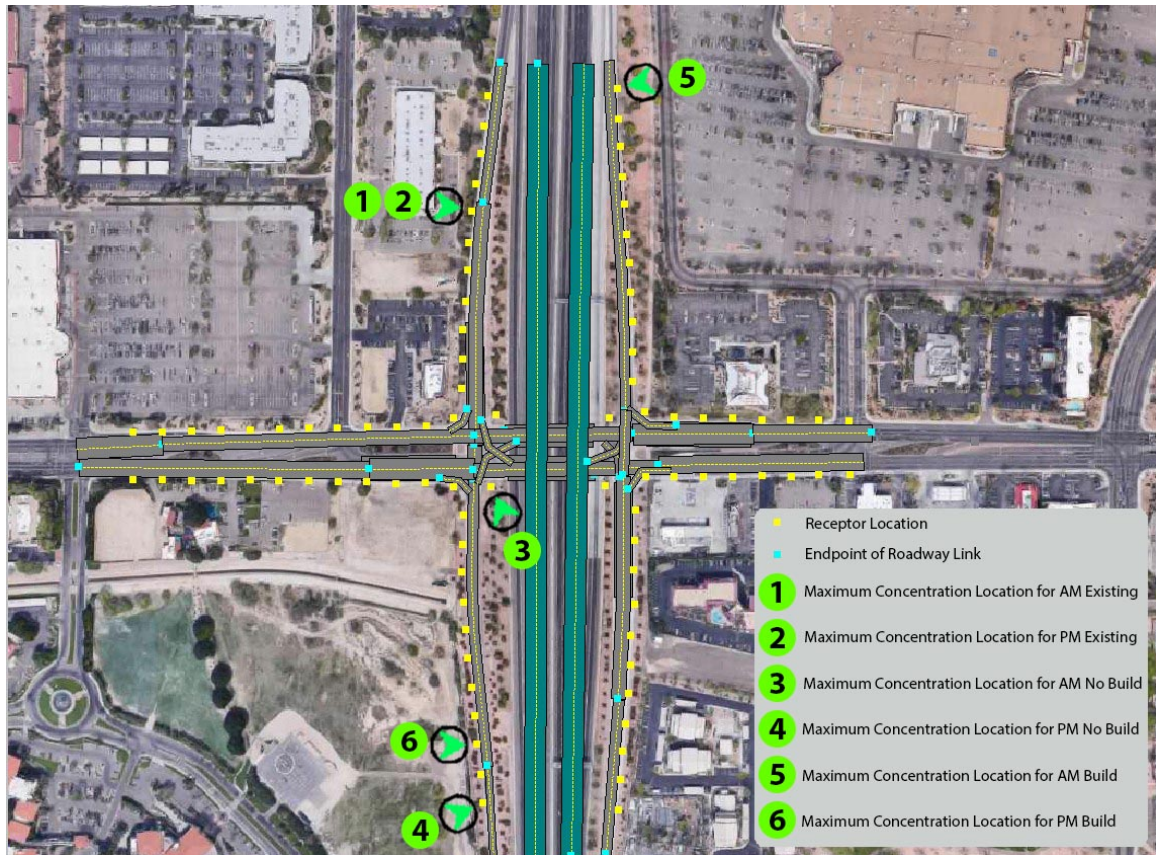 5
1 2
3
6
4
Receptor Location
Endpoint of Roadway Link
1 Maximum Concentration Location for AM Existing
2 Maximum Concentration Location for PM Existing
3 Maximum Concentration Location for AM No Build
4 Maximum Concentration Location for PM No Build
5 Maximum Concentration Location for AM Build
6 Maximum Concentration Location for PM Build